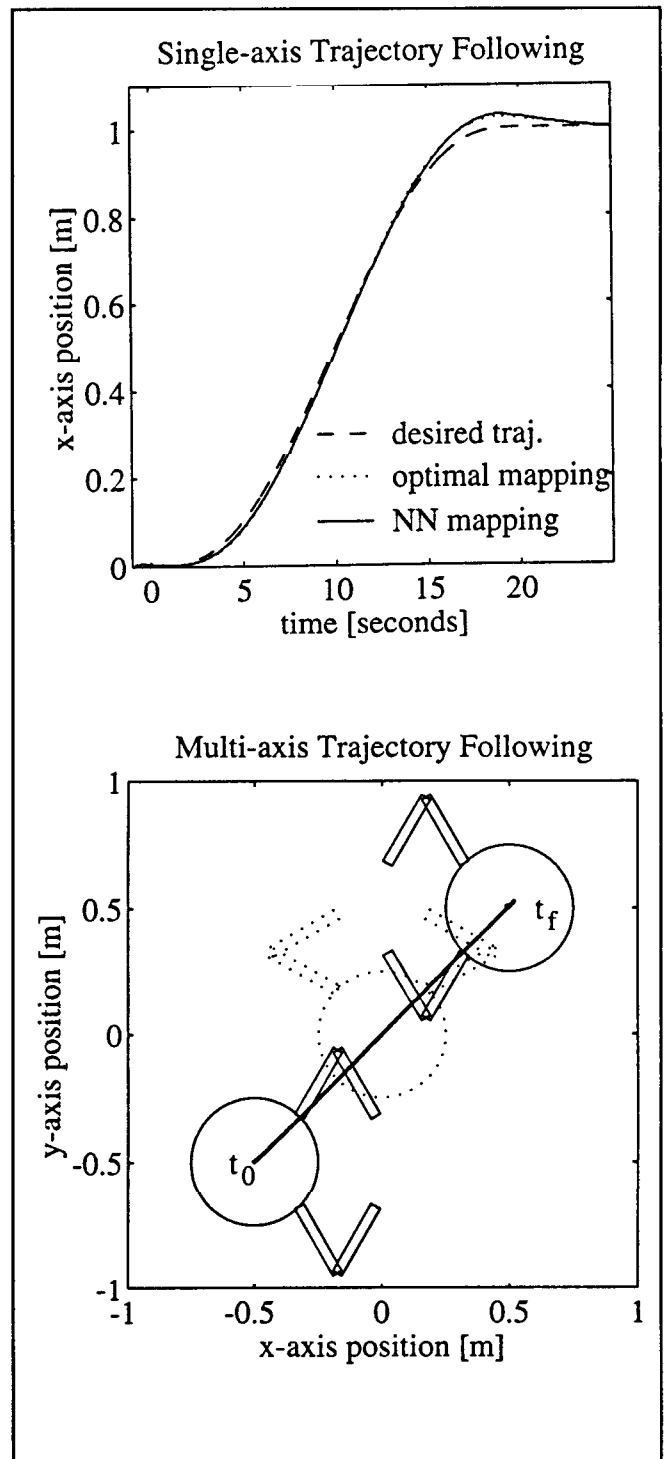 Single-axis Trajectory Following
1
0.8
0.6
0.4
0.2
0
x-axis position [m]
desired traj.
optimal mapping
NN mapping
0 5 10 15 20
time [seconds]
Multi-axis Trajectory Following
1
0.5
0
-0.5
-1
y-axis position [m]
t_f
t_0
-1 -0.5 0 0.5 1
x-axis position [m]